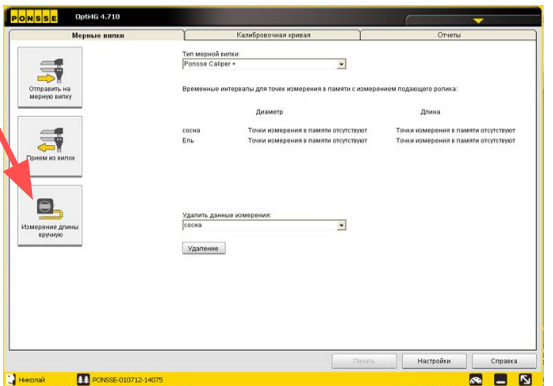 PONSSE Opti4G 4.710
Мерные вилки Калибровочная кривая Отчеты
Отправить на
мерную вилку
Прием из вилок
Измерение длины
вручную
Тип мерной вилки:
Ponsse Caliper +
Временные интервалы для точек измерения в памяти с измерением подающего ролика:
Диаметр Длина
сосна Точки измерения в памяти отсутствуют Точки измерения в памяти отсутствуют
Ель Точки измерения в памяти отсутствуют Точки измерения в памяти отсутствуют
Удалить данные измерения:
сосна
Удаление
Печать Настройки Справка
Николай PONSSE-010712-14075